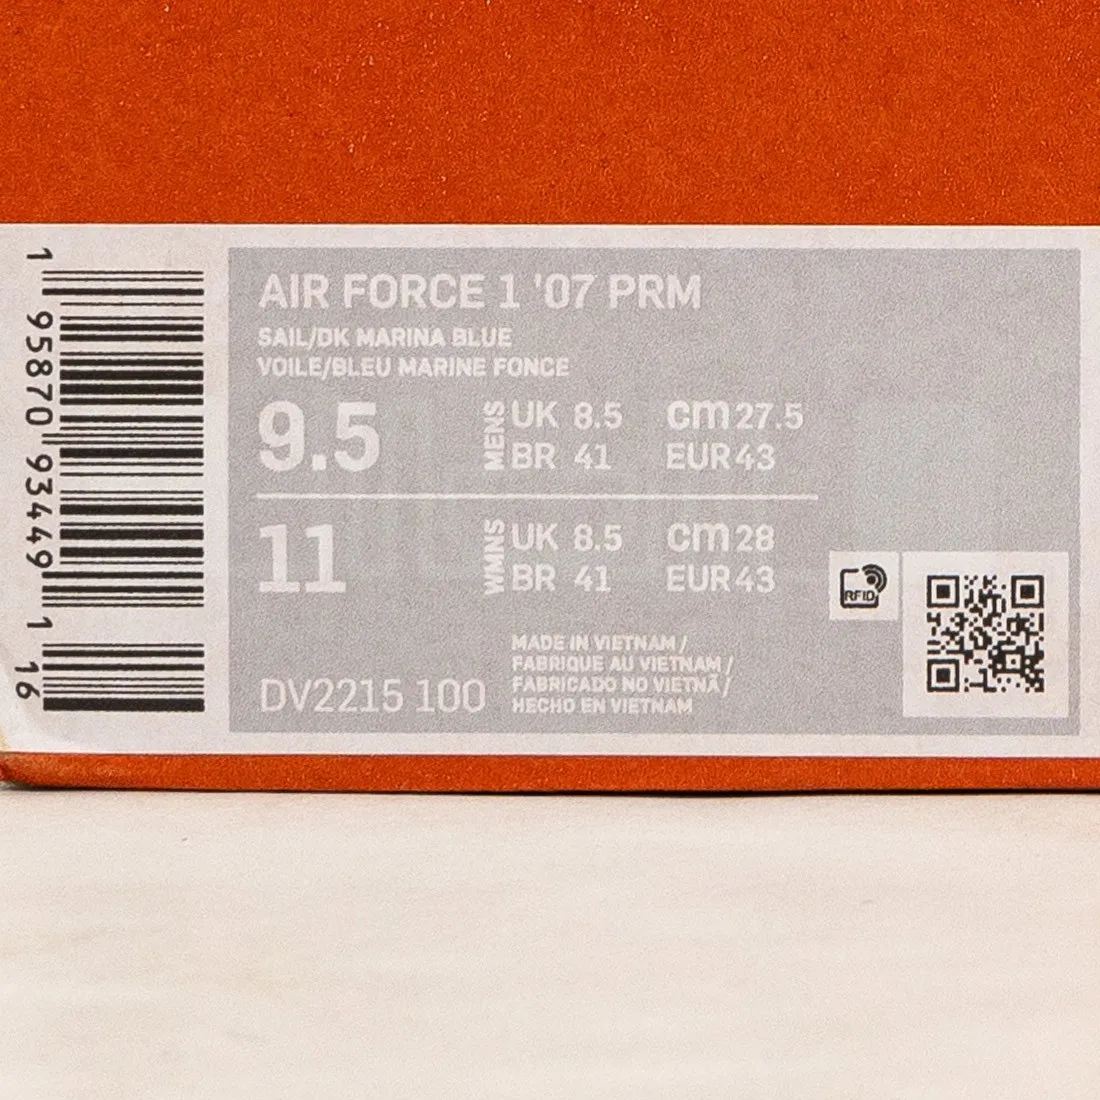 1 95870 93449 1 16
AIR FORCE 1 '07 PRM
SAIL/DK MARINA BLUE
VOILE/BLEU MARINE FONCE
9.5 MENS UK 8.5 cm 27.5
BR 41 EUR 43
11 WMNS UK 8.5 cm 28
BR 41 EUR 43
MADE IN VIETNAM /
FABRIQUE AU VIETNAM /
FABRICADO NO VIETNÃ /
HECHO EN VIETNAM
DV2215 100
RFID